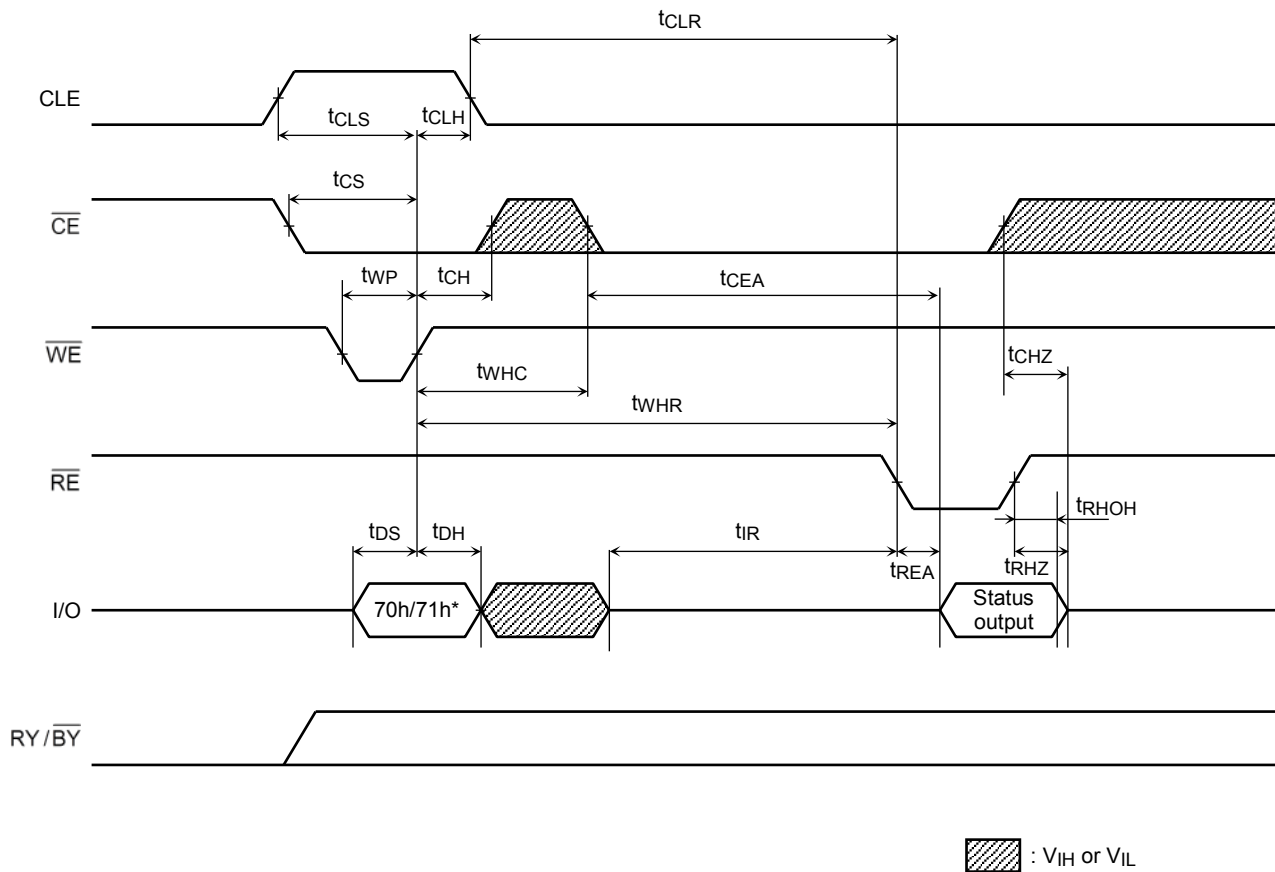 tCLR
CLE
tCLS
tCLH
tCS
CE
tWP
tCH
tCEA
WE
tCHZ
tWHC
tWHR
RE
tRHOH
tDS
tDH
tIR
tREA
tRHZ
I/O
70h/71h*
Status
output
RY/BY
: VIH or VIL